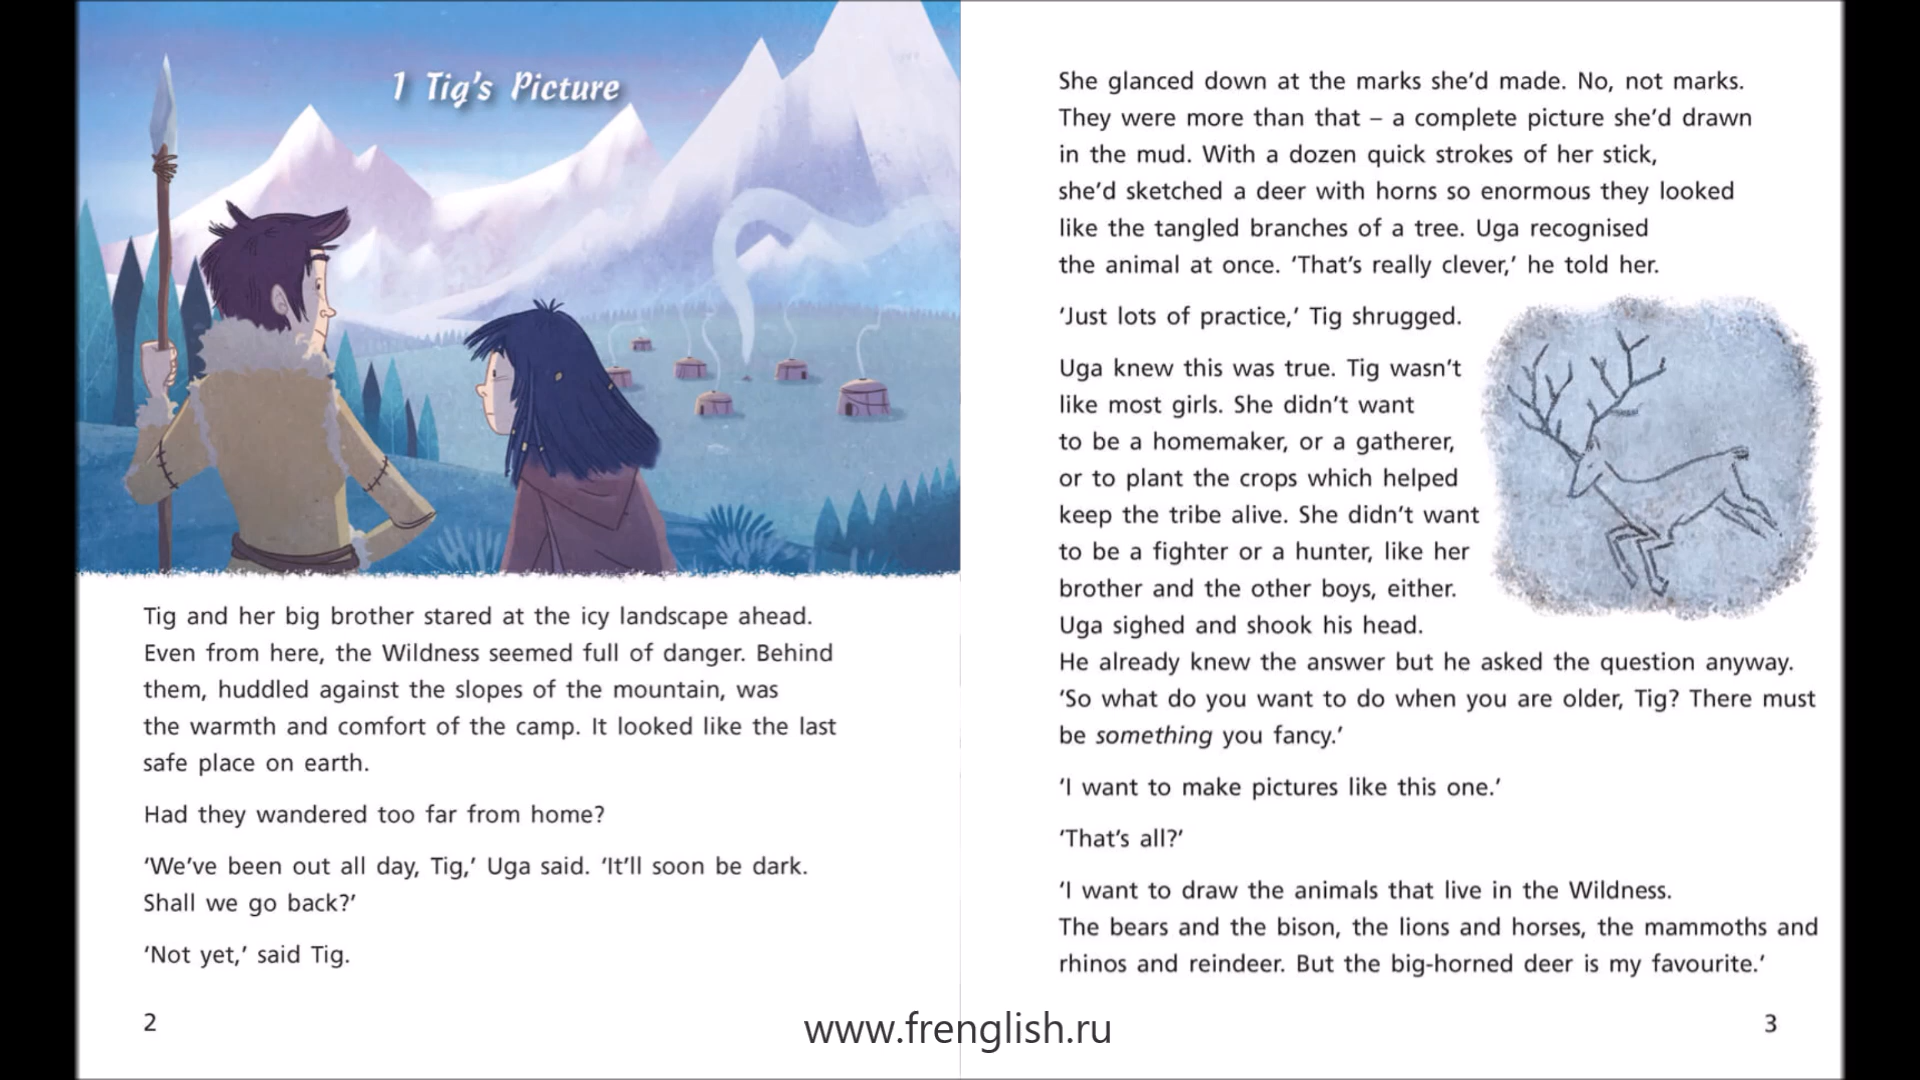 1 Tig's Picture
Tig and her big brother stared at the icy landscape ahead.
Even from here, the Wildness seemed full of danger. Behind
them, huddled against the slopes of the mountain, was
the warmth and comfort of the camp. It looked like the last
safe place on earth.
Had they wandered too far from home?
‘We’ve been out all day, Tig,’ Uga said. ‘It’ll soon be dark.
Shall we go back?’
‘Not yet,’ said Tig.
2
She glanced down at the marks she’d made. No, not marks.
They were more than that – a complete picture she’d drawn
in the mud. With a dozen quick strokes of her stick,
she’d sketched a deer with horns so enormous they looked
like the tangled branches of a tree. Uga recognised
the animal at once. ‘That’s really clever,’ he told her.
‘Just lots of practice,’ Tig shrugged.
Uga knew this was true. Tig wasn’t
like most girls. She didn’t want
to be a homemaker, or a gatherer,
or to plant the crops which helped
keep the tribe alive. She didn’t want
to be a fighter or a hunter, like her
brother and the other boys, either.
Uga sighed and shook his head.
He already knew the answer but he asked the question anyway.
‘So what do you want to do when you are older, Tig? There must
be something you fancy.’
‘I want to make pictures like this one.’
‘That’s all?’
‘I want to draw the animals that live in the Wildness.
The bears and the bison, the lions and horses, the mammoths and
rhinos and reindeer. But the big-horned deer is my favourite.’
3
www.frenglish.ru